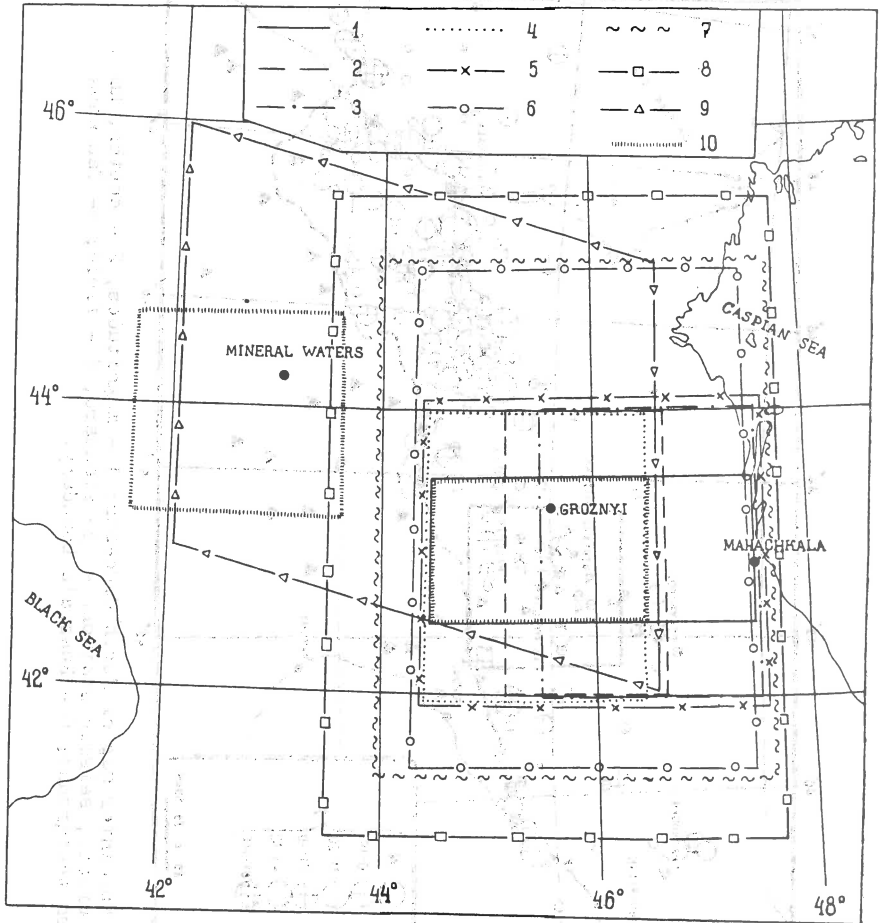 1 4 7
2 5 8
3 6 9
10
46°
CASPIAN SEA
MINERAL WATERS
44°
GROZNYI
MAHACHKALA
BLACK SEA
42°
42° 44° 46° 48°